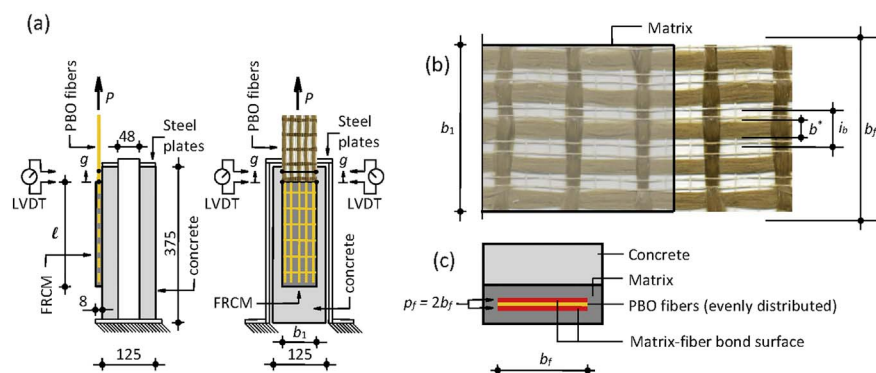 (a)
PBO fibers
P
48
Steel
plates
g
LVDT
ℓ
FRCM
8
375
concrete
125
PBO fibers
P
Steel
plates
g
g
LVDT
LVDT
FRCM
concrete
b1
125
(b)
Matrix
b1
b*
ib
bf
(c)
Concrete
Matrix
pf = 2bf
PBO fibers (evenly distributed)
Matrix-fiber bond surface
bf